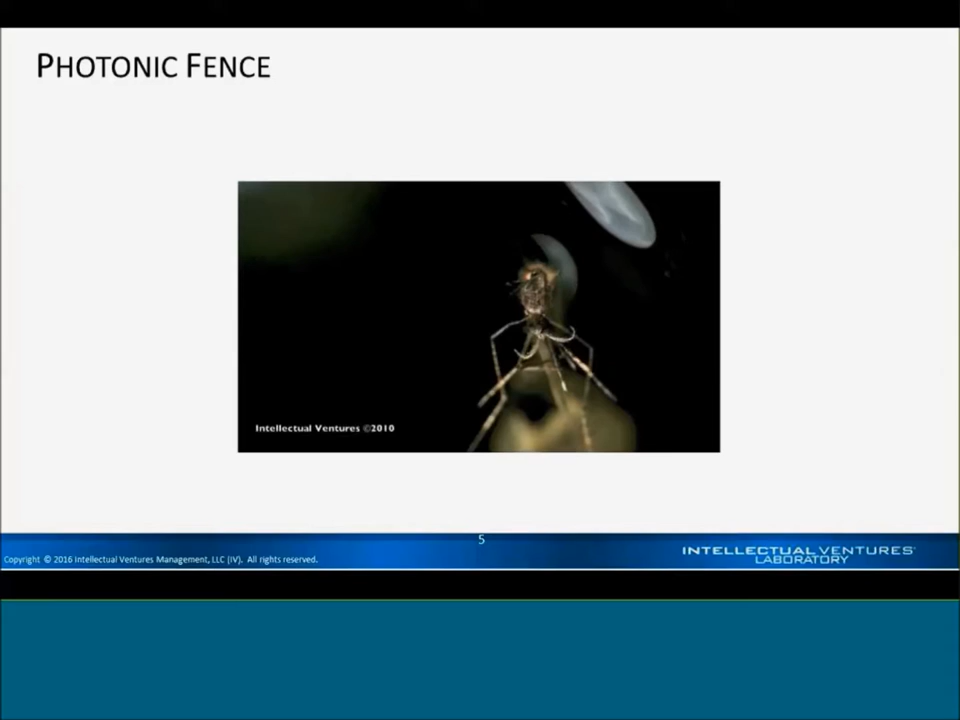 PHOTONIC FENCE
Intellectual Ventures ©2010
5
Copyright © 2016 Intellectual Ventures Management, LLC (IV). All rights reserved.
INTELLECTUAL VENTURES®
LABORATORY